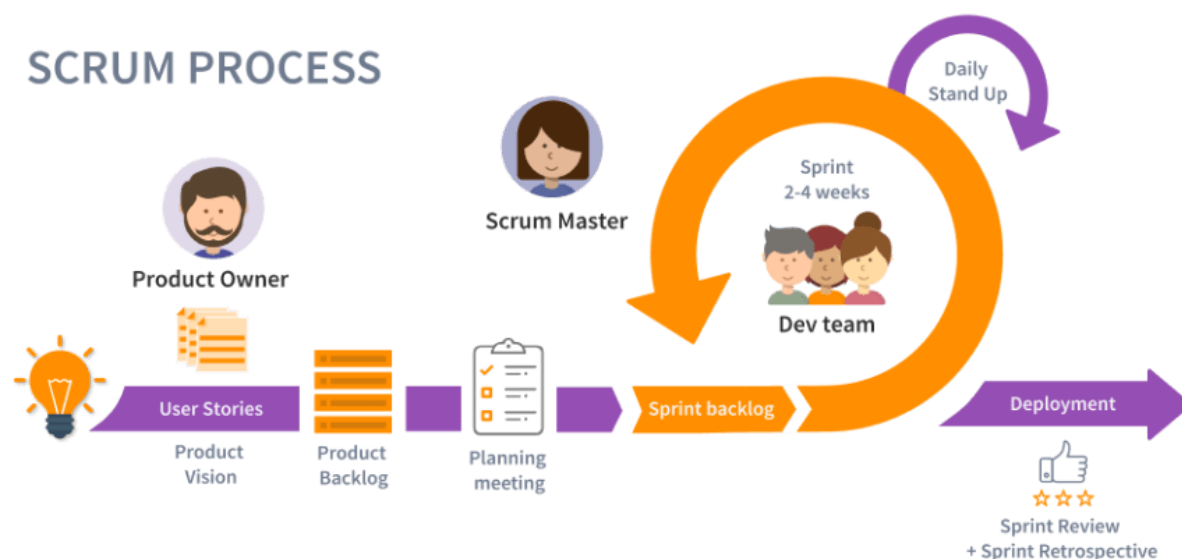 SCRUM PROCESS
Daily
Stand Up
Sprint
2-4 weeks
Scrum Master
Product Owner
Dev team
User Stories
Sprint backlog
Deployment
Product
Vision
Product
Backlog
Planning
meeting
Sprint Review
+ Sprint Retrospective